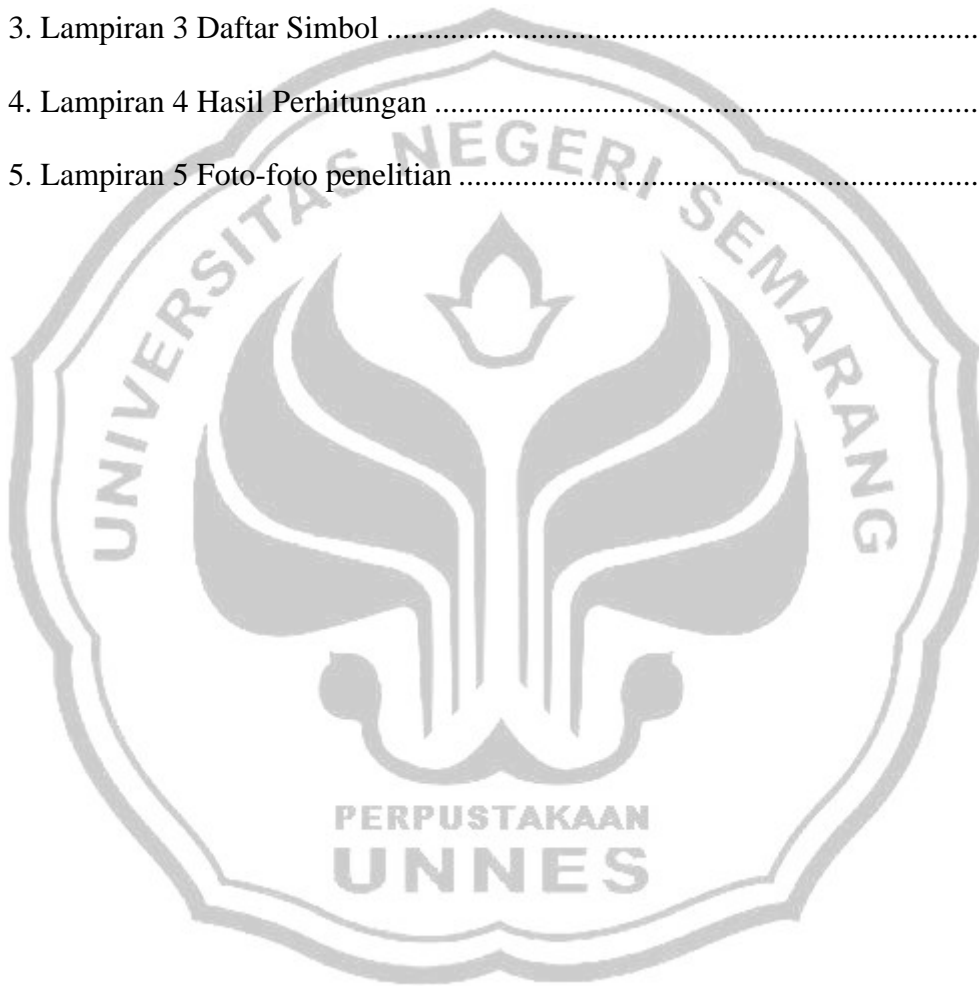 3. Lampiran 3 Daftar Simbol ........................................................................................
4. Lampiran 4 Hasil Perhitungan ................................................................................
5. Lampiran 5 Foto-foto penelitian .............................................................................
UNIVERSITAS NEGERI SEMARANG
PERPUSTAKAAN
UNNES